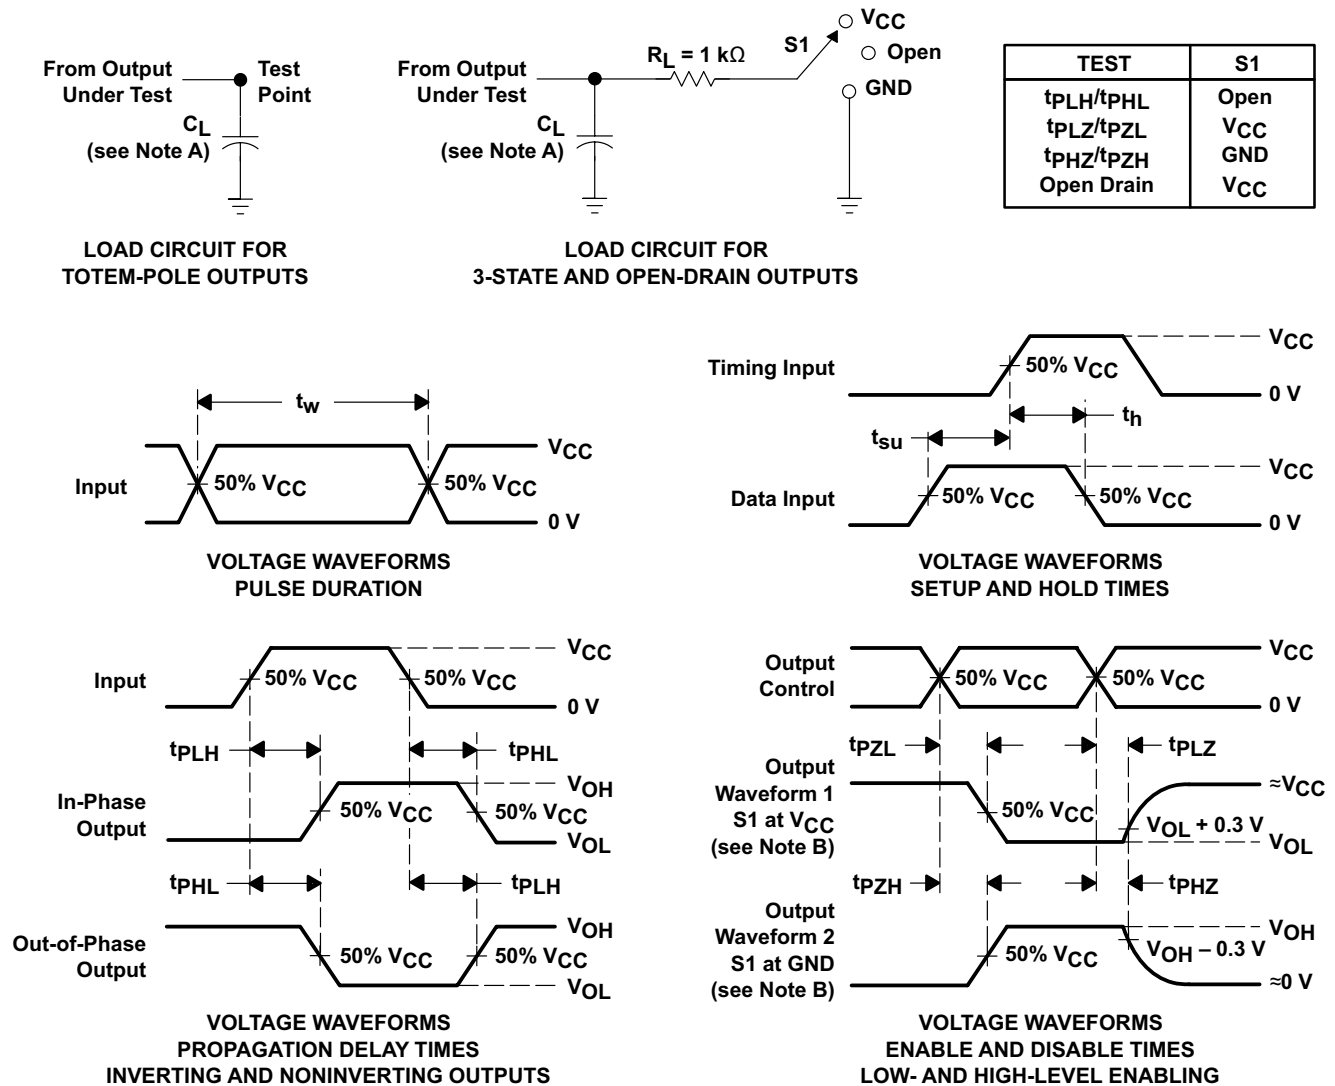 From Output
Under Test
Test
Point
CL
(see Note A)
LOAD CIRCUIT FOR
TOTEM-POLE OUTPUTS
From Output
Under Test
RL = 1 kΩ
S1
VCC
Open
GND
CL
(see Note A)
LOAD CIRCUIT FOR
3-STATE AND OPEN-DRAIN OUTPUTS
TEST S1
tPLH/tPHL Open
tPLZ/tPZL VCC
tPHZ/tPZH GND
Open Drain VCC
tw
Input
50% VCC
50% VCC
VCC
0 V
VOLTAGE WAVEFORMS
PULSE DURATION
Timing Input
50% VCC
VCC
0 V
tsu
th
Data Input
50% VCC
50% VCC
VCC
0 V
VOLTAGE WAVEFORMS
SETUP AND HOLD TIMES
Input
50% VCC
50% VCC
VCC
0 V
tPLH
tPHL
In-Phase
Output
50% VCC
50% VCC
VOH
VOL
tPHL
tPLH
Out-of-Phase
Output
50% VCC
50% VCC
VOH
VOL
VOLTAGE WAVEFORMS
PROPAGATION DELAY TIMES
INVERTING AND NONINVERTING OUTPUTS
Output
Control
50% VCC
50% VCC
VCC
0 V
tPZL
tPLZ
Output
Waveform 1
S1 at VCC
(see Note B)
50% VCC
VOL + 0.3 V
≈VCC
VOL
tPZH
tPHZ
Output
Waveform 2
S1 at GND
(see Note B)
50% VCC
VOH – 0.3 V
VOH
≈0 V
VOLTAGE WAVEFORMS
ENABLE AND DISABLE TIMES
LOW- AND HIGH-LEVEL ENABLING